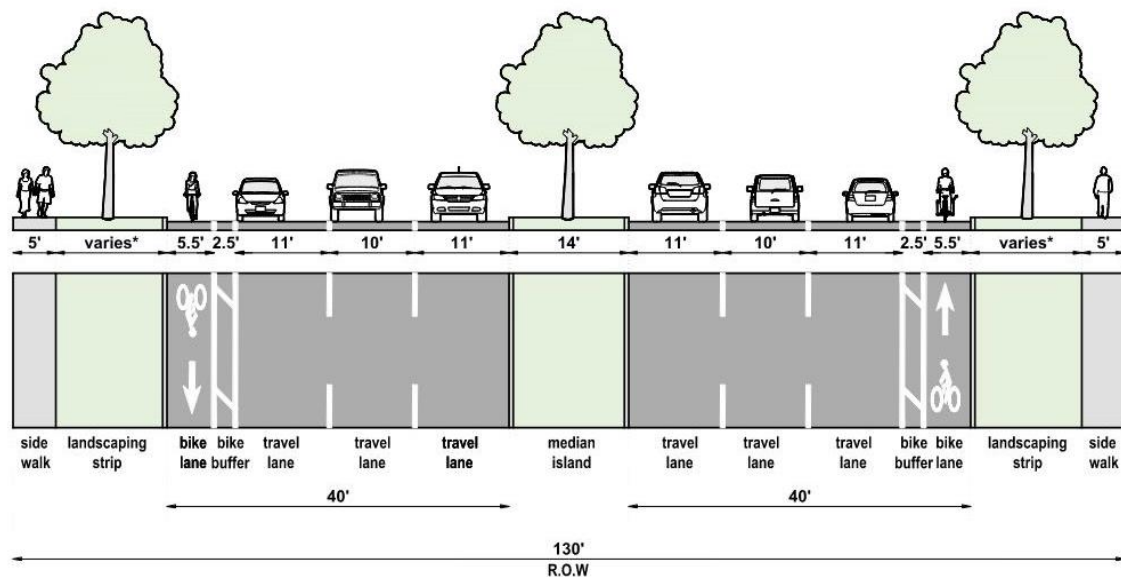 5' varies* 5.5' 2.5' 11' 10' 11' 14' 11' 10' 11' 2.5' 5.5' varies* 5'
side walk
landscaping strip
bike lane
bike buffer
travel lane
travel lane
travel lane
median island
travel lane
travel lane
travel lane
bike buffer
bike lane
landscaping strip
side walk
40' 40'
130'
R.O.W